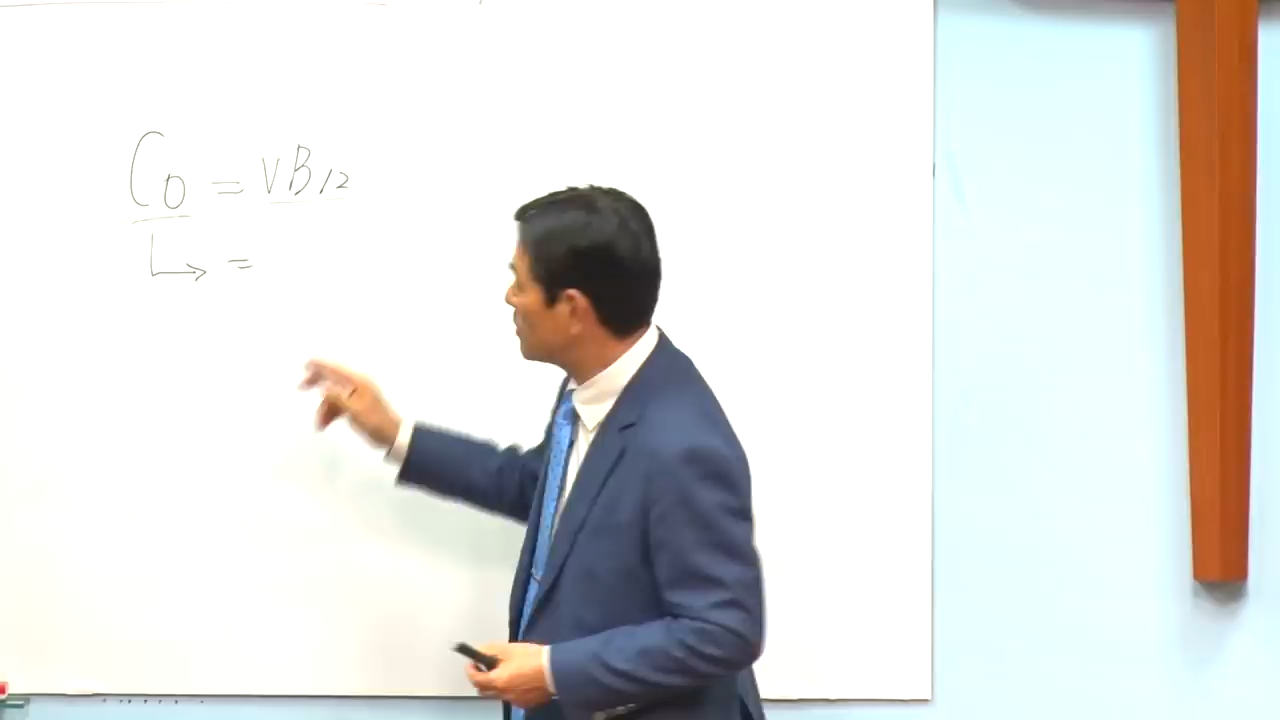 Co = VB12
↳ =